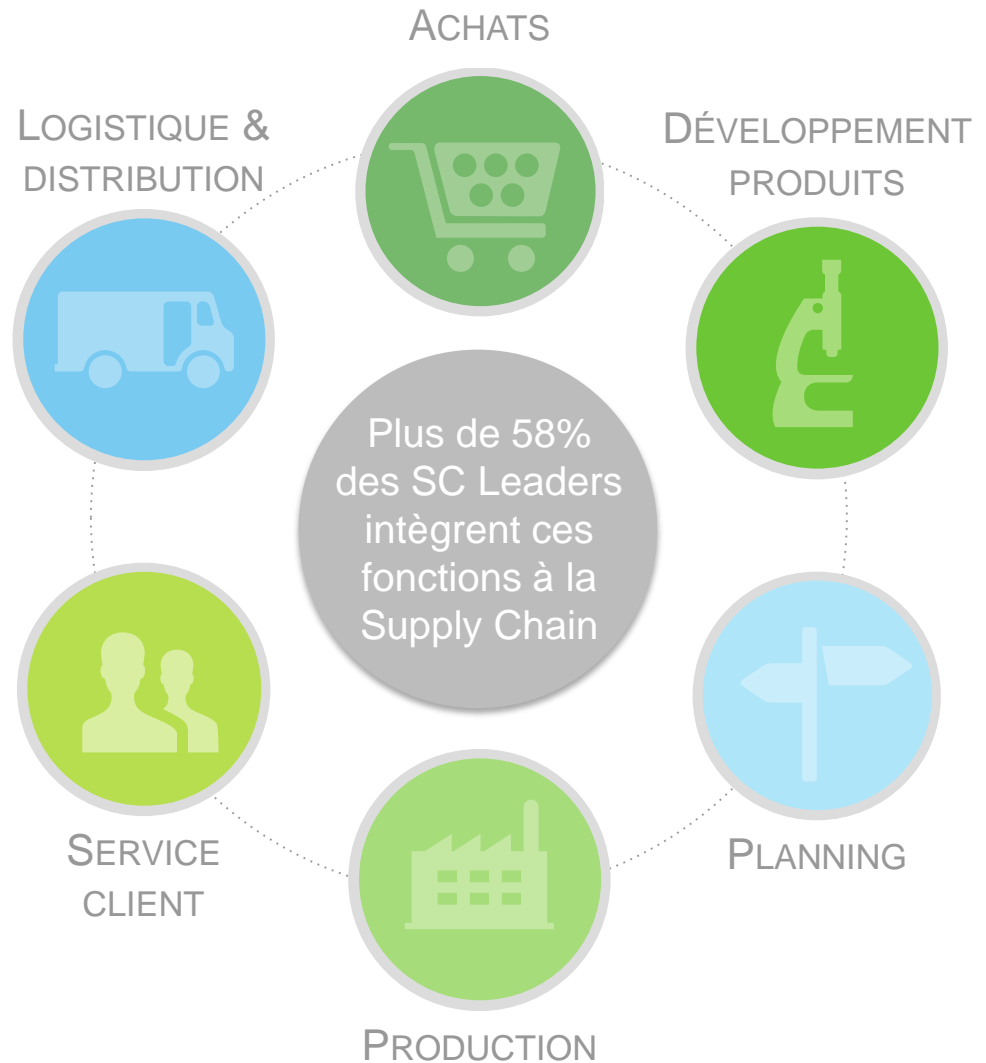 ACHATS
LOGISTIQUE &
DISTRIBUTION
DÉVELOPPEMENT
PRODUITS
Plus de 58%
des SC Leaders
intègrent ces
fonctions à la
Supply Chain
SERVICE
CLIENT
PLANNING
PRODUCTION